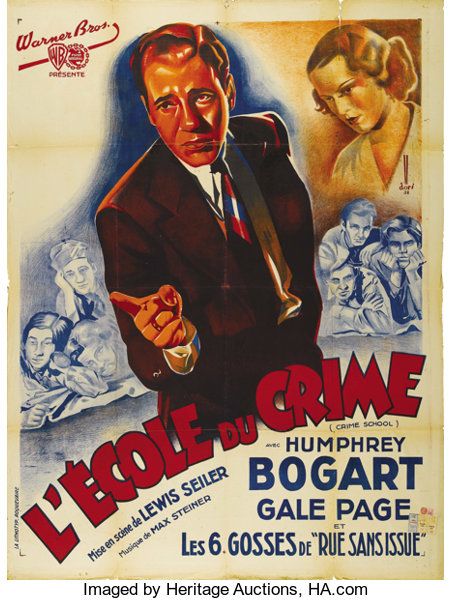 Warner Bros.
WB
PRÉSENTE
L'ÉCOLE DU CRIME
(CRIME SCHOOL)
Mise en scène de LEWIS SEILER
Musique de MAX STEINER
AVEC HUMPHREY
BOGART
GALE PAGE
ET
LES 6. GOSSES DE "RUE SANS ISSUE"
Imaged by Heritage Auctions, HA.com